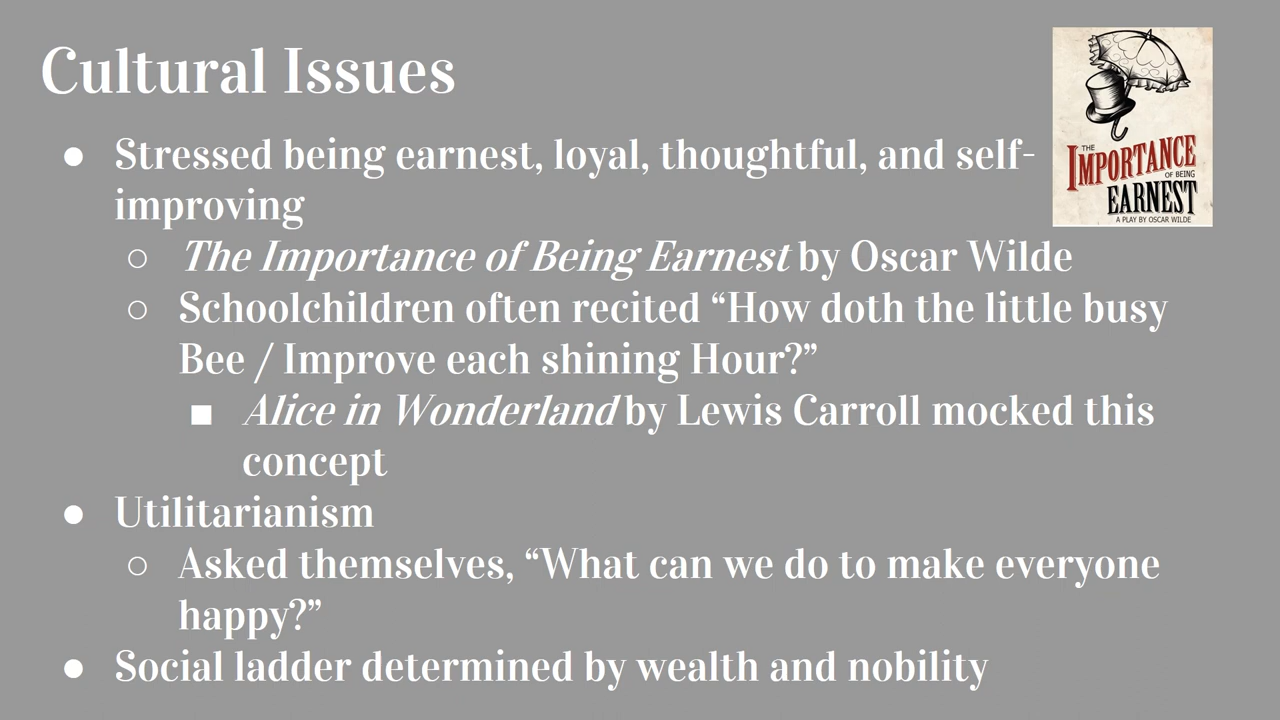 Cultural Issues
● Stressed being earnest, loyal, thoughtful, and self-
improving
○ The Importance of Being Earnest by Oscar Wilde
○ Schoolchildren often recited “How doth the little busy
Bee / Improve each shining Hour?”
■ Alice in Wonderland by Lewis Carroll mocked this
concept
● Utilitarianism
○ Asked themselves, “What can we do to make everyone
happy?”
● Social ladder determined by wealth and nobility
THE
IMPORTANCE
OF BEING
EARNEST
A PLAY BY OSCAR WILDE